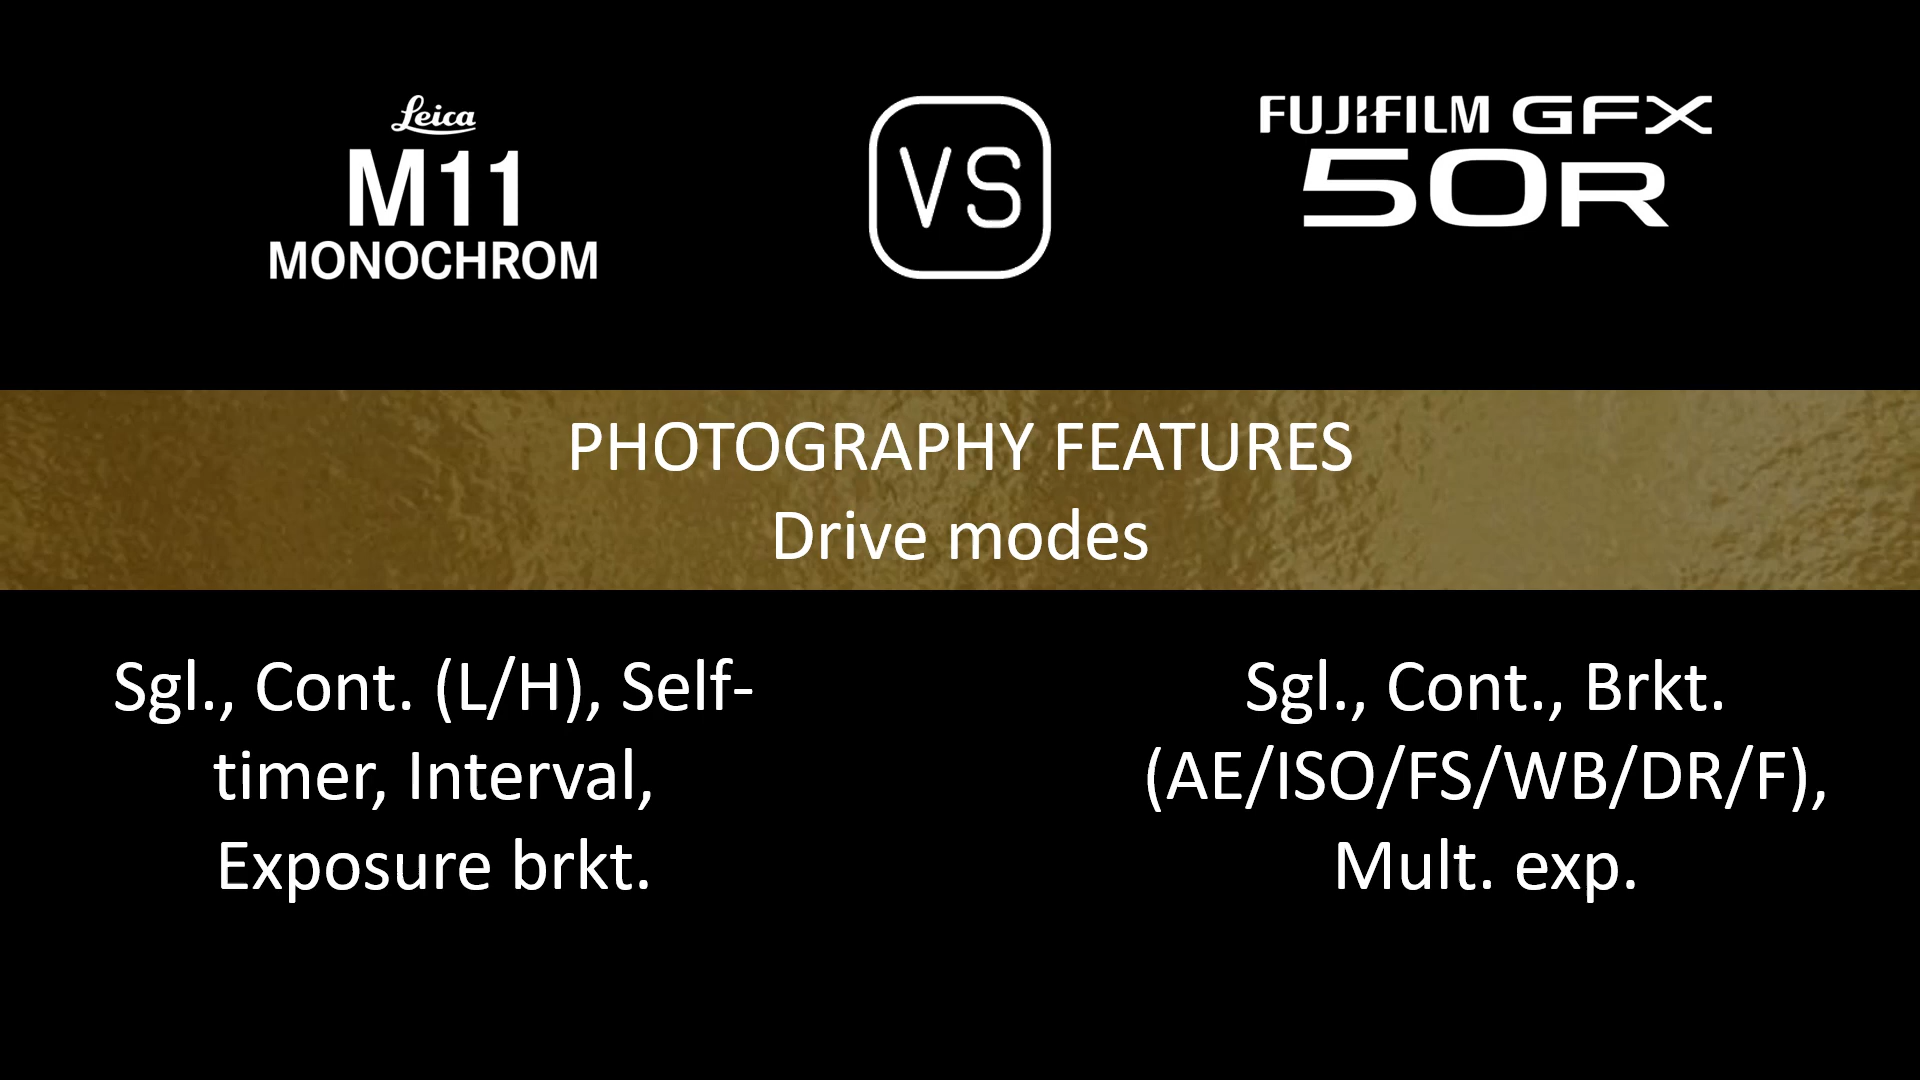 Leica
M11
MONOCHROM
VS
FUJIFILM GFX
50R
PHOTOGRAPHY FEATURES
Drive modes
Sgl., Cont. (L/H), Self-
timer, Interval,
Exposure brkt.
Sgl., Cont., Brkt.
(AE/ISO/FS/WB/DR/F),
Mult. exp.